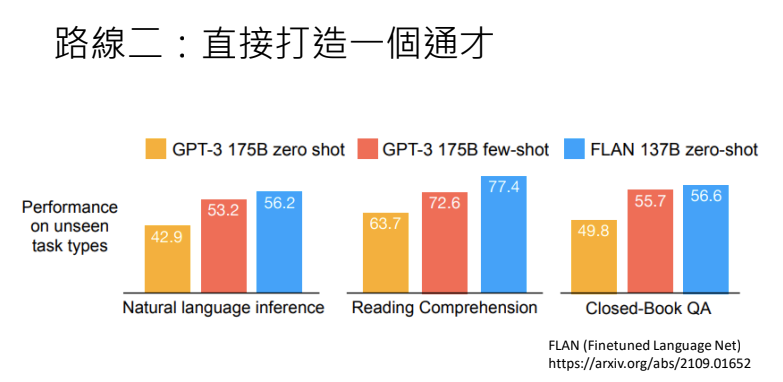 路線二：直接打造一個通才
GPT-3 175B zero shot GPT-3 175B few-shot FLAN 137B zero-shot
Performance
on unseen
task types
42.9 53.2 56.2
63.7 72.6 77.4
49.8 55.7 56.6
Natural language inference Reading Comprehension Closed-Book QA
FLAN (Finetuned Language Net)
https://arxiv.org/abs/2109.01652